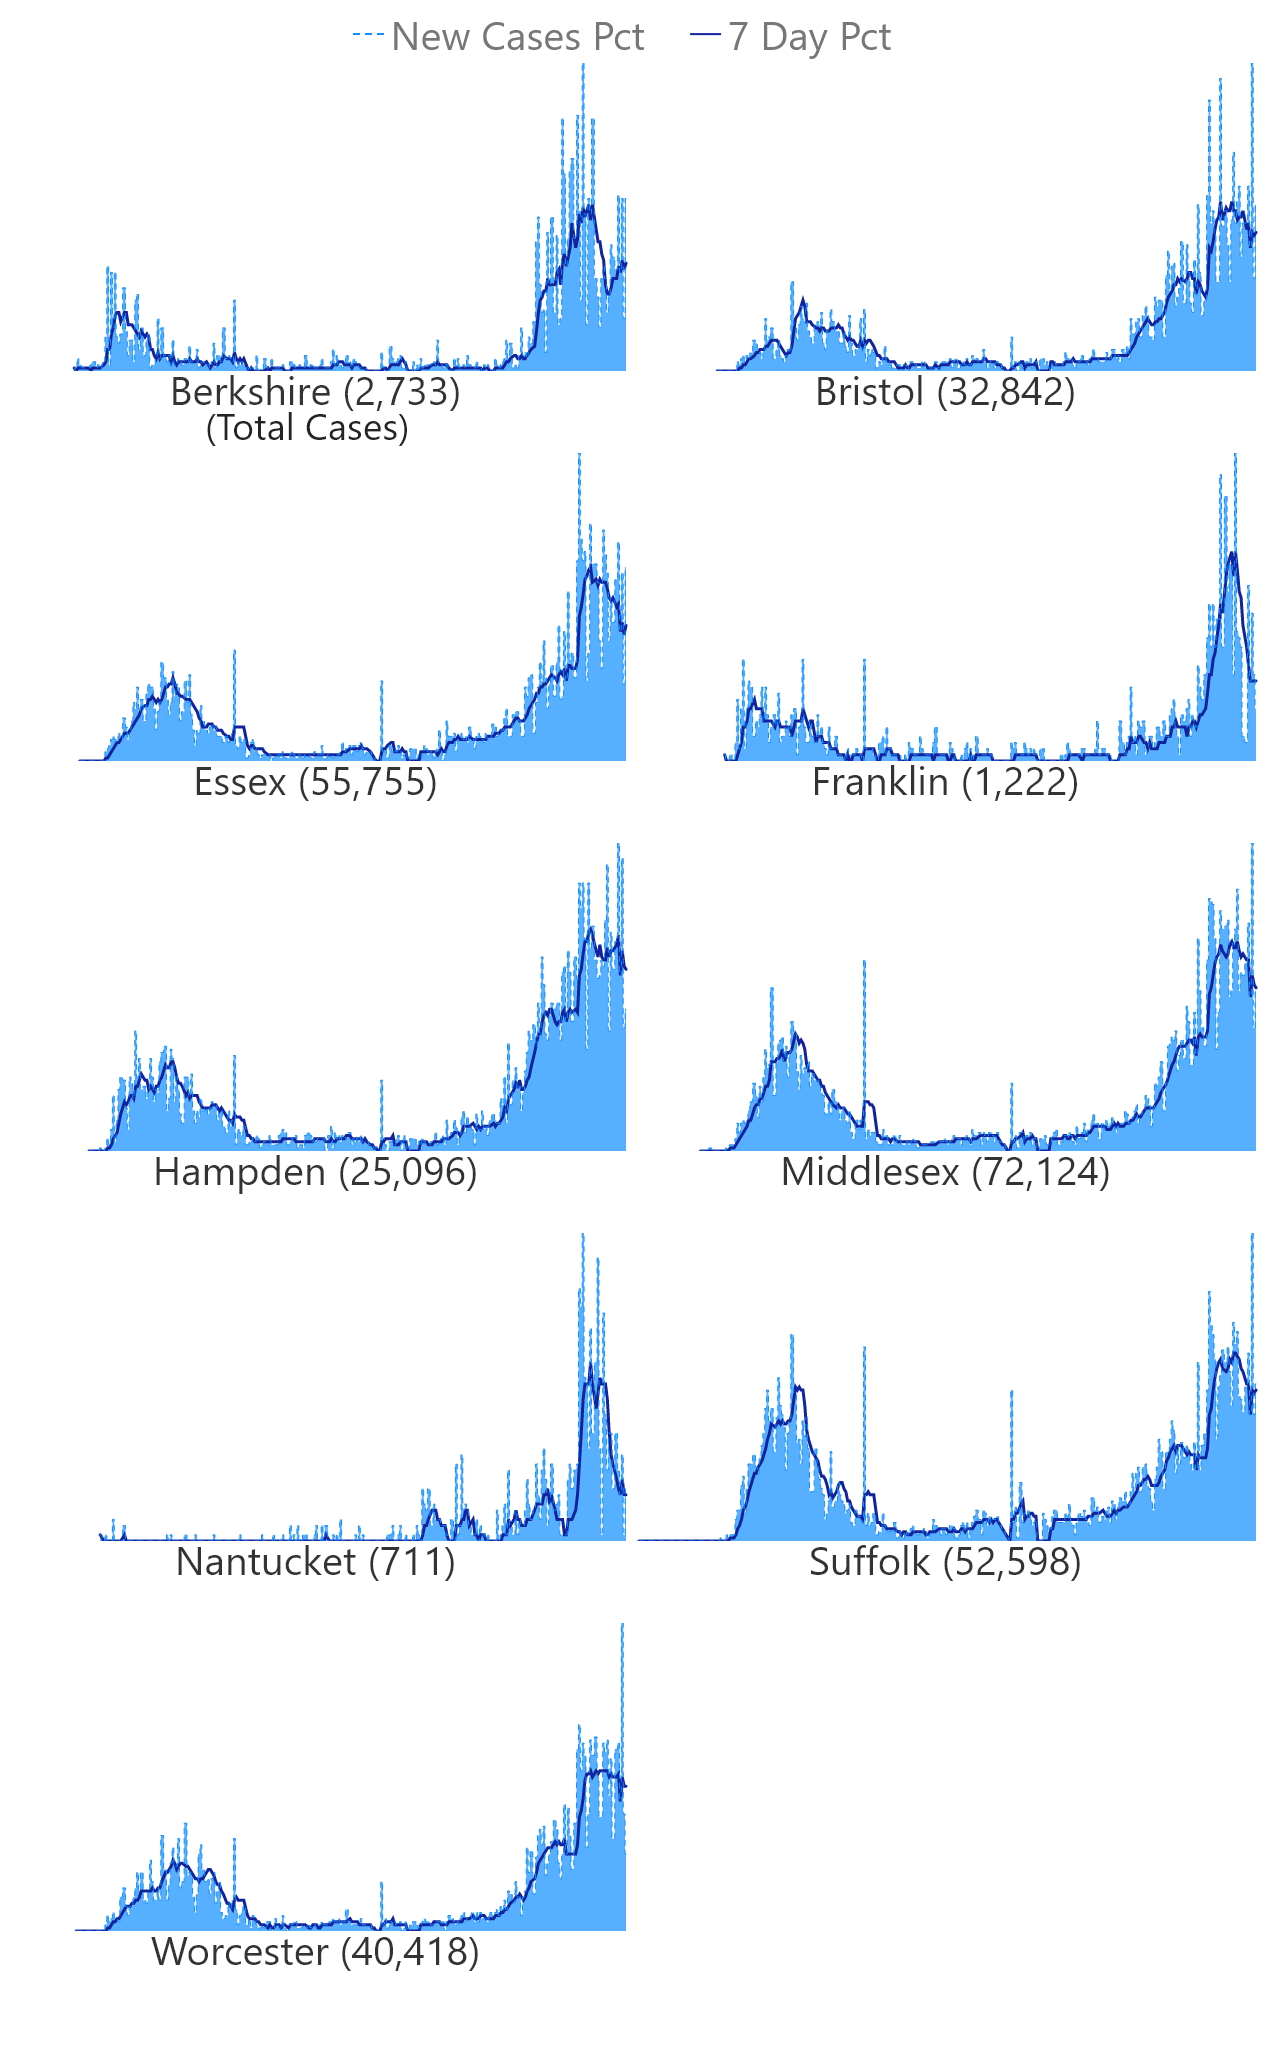 New Cases Pct 7 Day Pct
Berkshire (2,733)
(Total Cases)
Bristol (32,842)
Essex (55,755)
Franklin (1,222)
Hampden (25,096)
Middlesex (72,124)
Nantucket (711)
Suffolk (52,598)
Worcester (40,418)